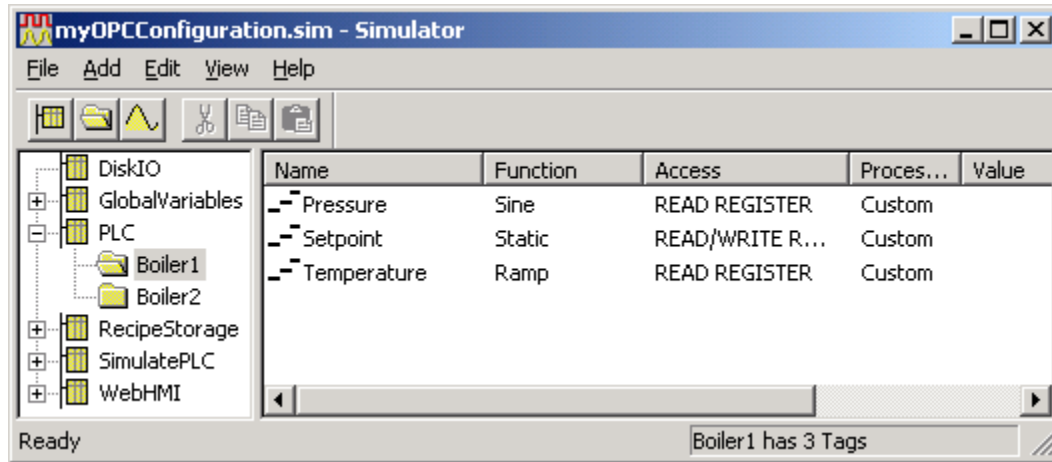 myOPCConfiguration.sim - Simulator
File Add Edit View Help
DiskIO
GlobalVariables
PLC
Boiler1
Boiler2
RecipeStorage
SimulatePLC
WebHMI
Name Function Access Proces... Value
Pressure Sine READ REGISTER Custom
Setpoint Static READ/WRITE R... Custom
Temperature Ramp READ REGISTER Custom
Ready Boiler1 has 3 Tags